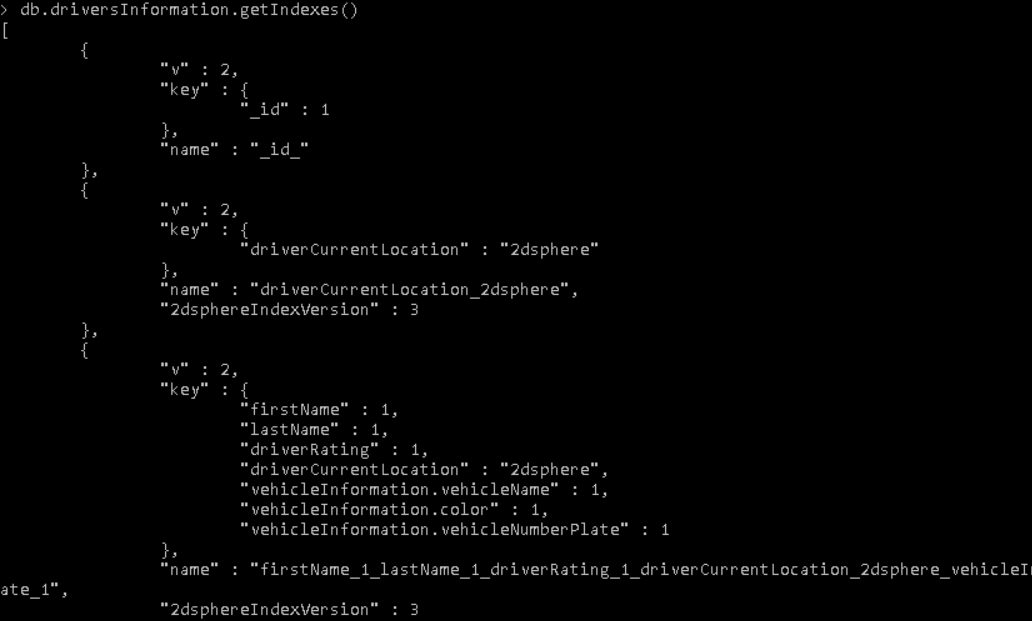 > db.driversInformation.getIndexes()
[
{
"v" : 2,
"key" : {
"_id" : 1
},
"name" : "_id_"
},
{
"v" : 2,
"key" : {
"driverCurrentLocation" : "2dsphere"
},
"name" : "driverCurrentLocation_2dsphere",
"2dsphereIndexVersion" : 3
},
{
"v" : 2,
"key" : {
"firstName" : 1,
"lastName" : 1,
"driverRating" : 1,
"driverCurrentLocation" : "2dsphere",
"vehicleInformation.vehicleName" : 1,
"vehicleInformation.color" : 1,
"vehicleInformation.vehicleNumberPlate" : 1
},
"name" : "firstName_1_lastName_1_driverRating_1_driverCurrentLocation_2dsphere_vehicleIn
ate_1",
"2dsphereIndexVersion" : 3